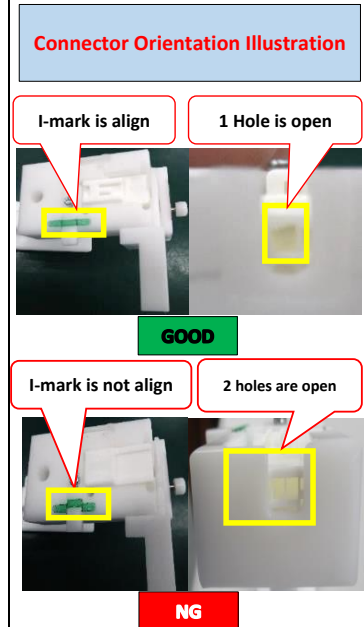 Connector Orientation Illustration
I-mark is align
1 Hole is open
GOOD
I-mark is not align
2 holes are open
NG